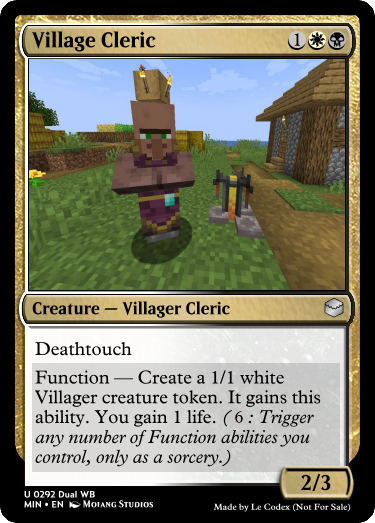 Village Cleric 1
Creature — Villager Cleric
Deathtouch
Function — Create a 1/1 white
Villager creature token. It gains this
ability. You gain 1 life. ( 6 : Trigger
any number of Function abilities you
control, only as a sorcery.)
2/3
U 0292 Dual WB
MIN • EN Mojang Studios
Made by Le Codex (Not For Sale)